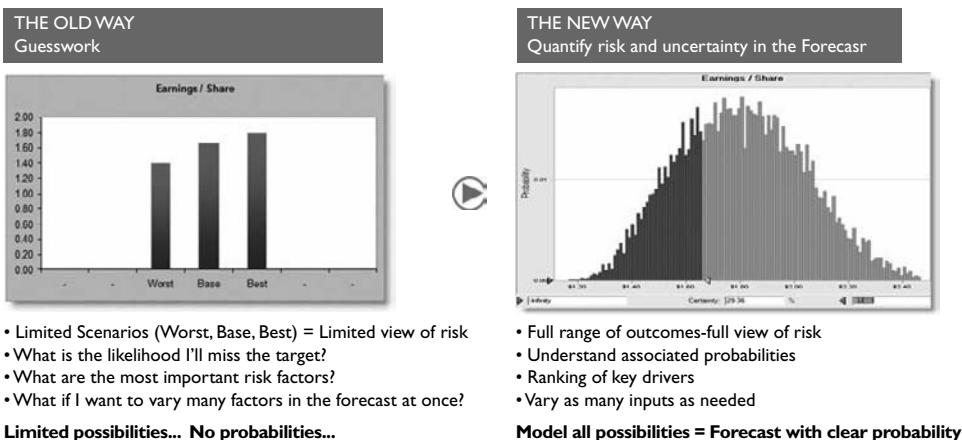 THE OLD WAY
Guesswork
Earnings / Share
2.00
1.80
1.60
1.40
1.20
1.00
0.80
0.60
0.40
0.20
0.00
- - Worst Base Best - -
• Limited Scenarios (Worst, Base, Best) = Limited view of risk
• What is the likelihood I'll miss the target?
• What are the most important risk factors?
• What if I want to vary many factors in the forecast at once?
Limited possibilities... No probabilities...
THE NEW WAY
Quantify risk and uncertainty in the Forecasr
Earnings / Share
Probability
Infinity Certainty: 29.36 %
• Full range of outcomes-full view of risk
• Understand associated probabilities
• Ranking of key drivers
• Vary as many inputs as needed
Model all possibilities = Forecast with clear probability